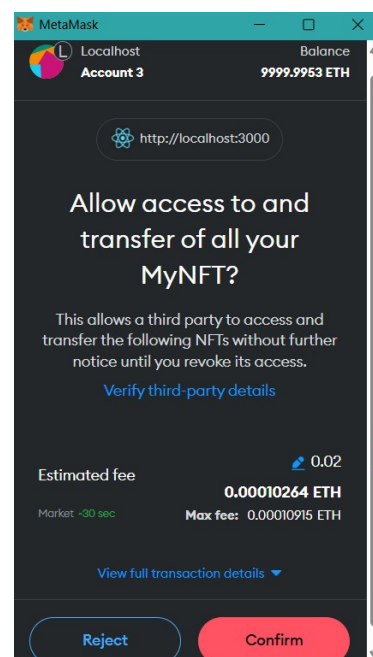 MetaMask
L Localhost Balance
Account 3 9999.9953 ETH
http://localhost:3000
Allow access to and
transfer of all your
MyNFT?
This allows a third party to access and
transfer the following NFTs without further
notice until you revoke its access.
Verify third-party details
0.02
Estimated fee
0.00010264 ETH
Market ~30 sec Max fee: 0.00010915 ETH
View full transaction details
Reject Confirm